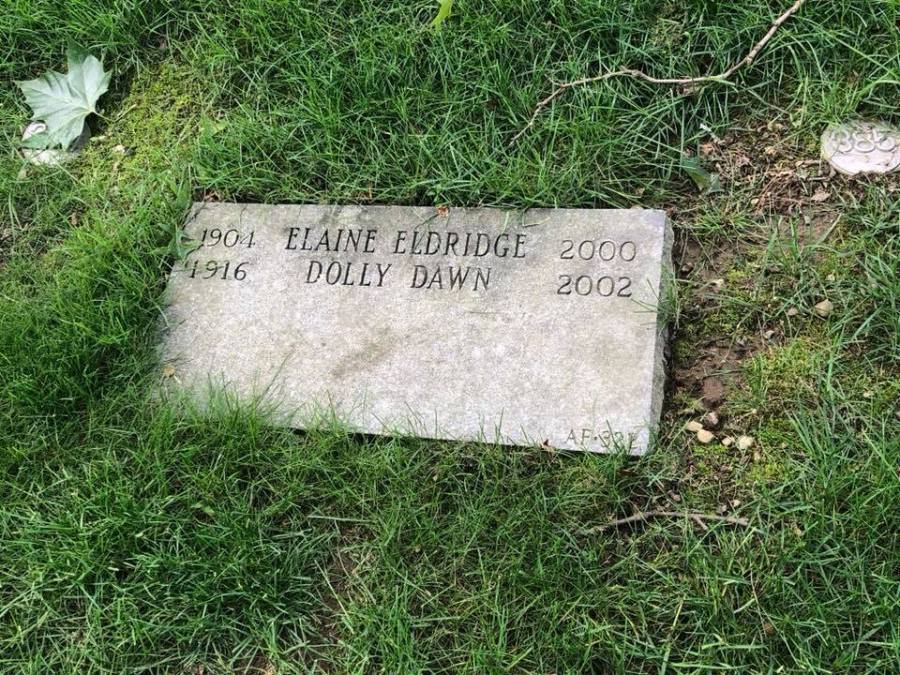 1904 ELAINE ELDRIDGE 2000
1916 DOLLY DAWN 2002